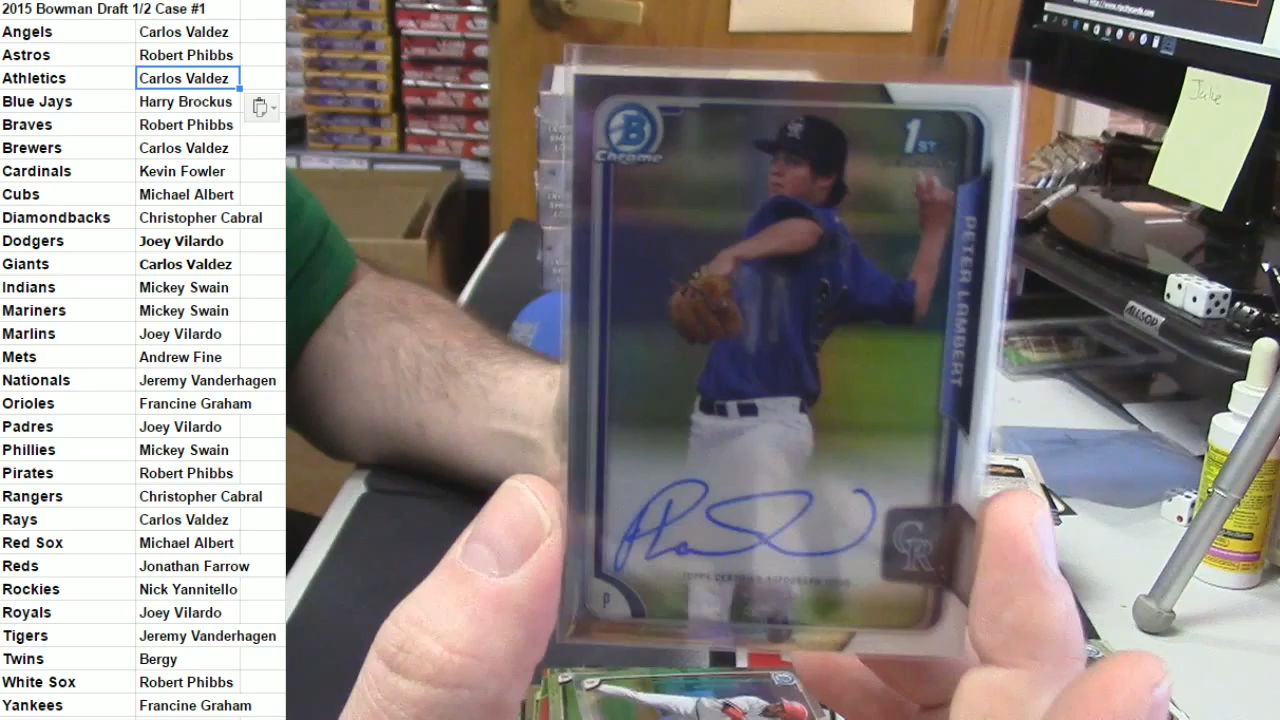 2015 Bowman Draft 1/2 Case #1
Angels Carlos Valdez
Astros Robert Phibbs
Athletics Carlos Valdez
Blue Jays Harry Brockus
Braves Robert Phibbs
Brewers Carlos Valdez
Cardinals Kevin Fowler
Cubs Michael Albert
Diamondbacks Christopher Cabral
Dodgers Joey Vilardo
Giants Carlos Valdez
Indians Mickey Swain
Mariners Mickey Swain
Marlins Joey Vilardo
Mets Andrew Fine
Nationals Jeremy Vanderhagen
Orioles Francine Graham
Padres Joey Vilardo
Phillies Mickey Swain
Pirates Robert Phibbs
Rangers Christopher Cabral
Rays Carlos Valdez
Red Sox Michael Albert
Reds Jonathan Farrow
Rockies Nick Yannitello
Royals Joey Vilardo
Tigers Jeremy Vanderhagen
Twins Bergy
White Sox Robert Phibbs
Yankees Francine Graham
B
Chrome
1ST
PETER LAMBERT
CR
TOPPS CERTIFIED AUTOGRAPH ISSUE
P
Julie
ALLSOP